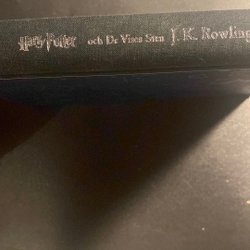 Harry Potter och De Vises Sten J. K. Rowling